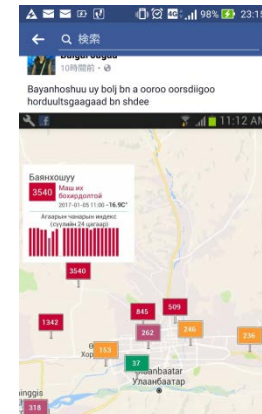 98% 23:15
検索
10時間前
Bayanhoshuu uy bolj bn a ooroo oorsdiigoo
horduultsgaagaad bn shdee
11:12 AM
Баянхошуу
3540
Маш их
бохирдолтой
2017-01-05 11:00 -16.9C°
Агаарын чанарын индекс
(сүүлийн 24 цагаар)
3540
1342
845
509
262
246
236
153
37
Хор
Ulaanbaatar
Улаанбаатар
inggis
318